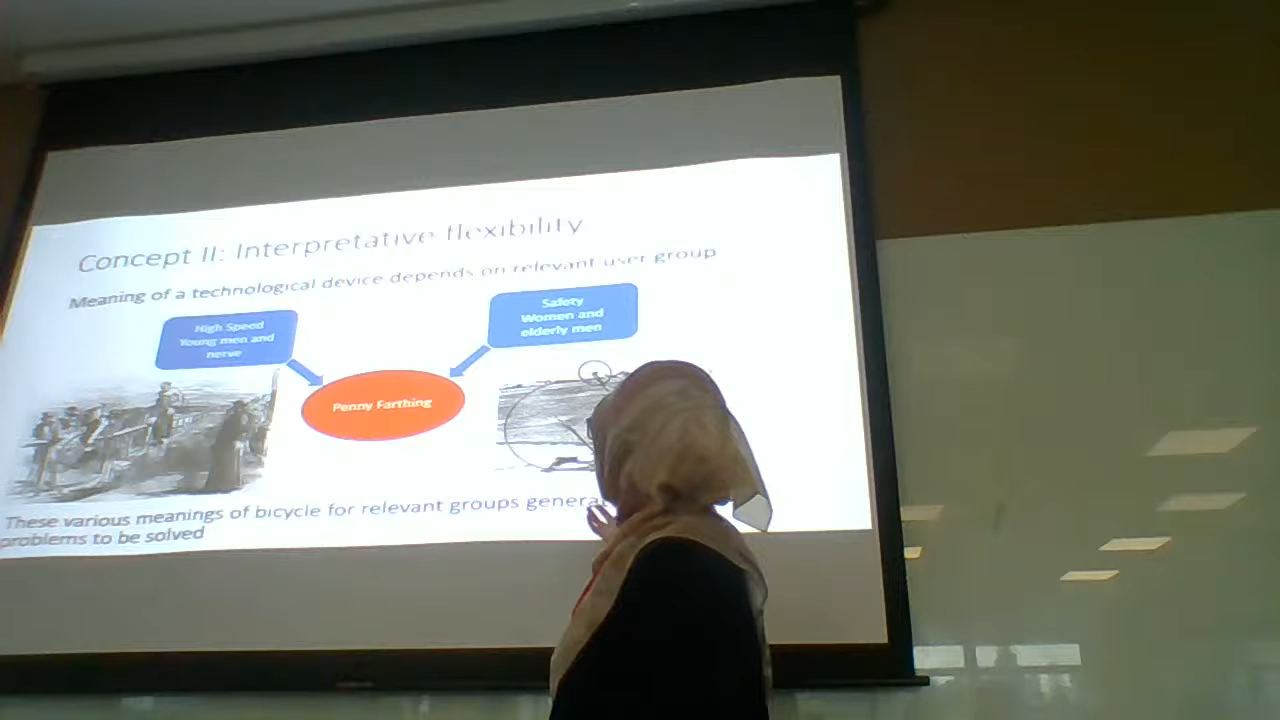 Concept II: Interpretative flexibility
Meaning of a technological device depends on relevant user group
High Speed
Young men and
nerve
Safety
Women and
elderly men
Penny Farthing
These various meanings of bicycle for relevant groups
problems to be solved